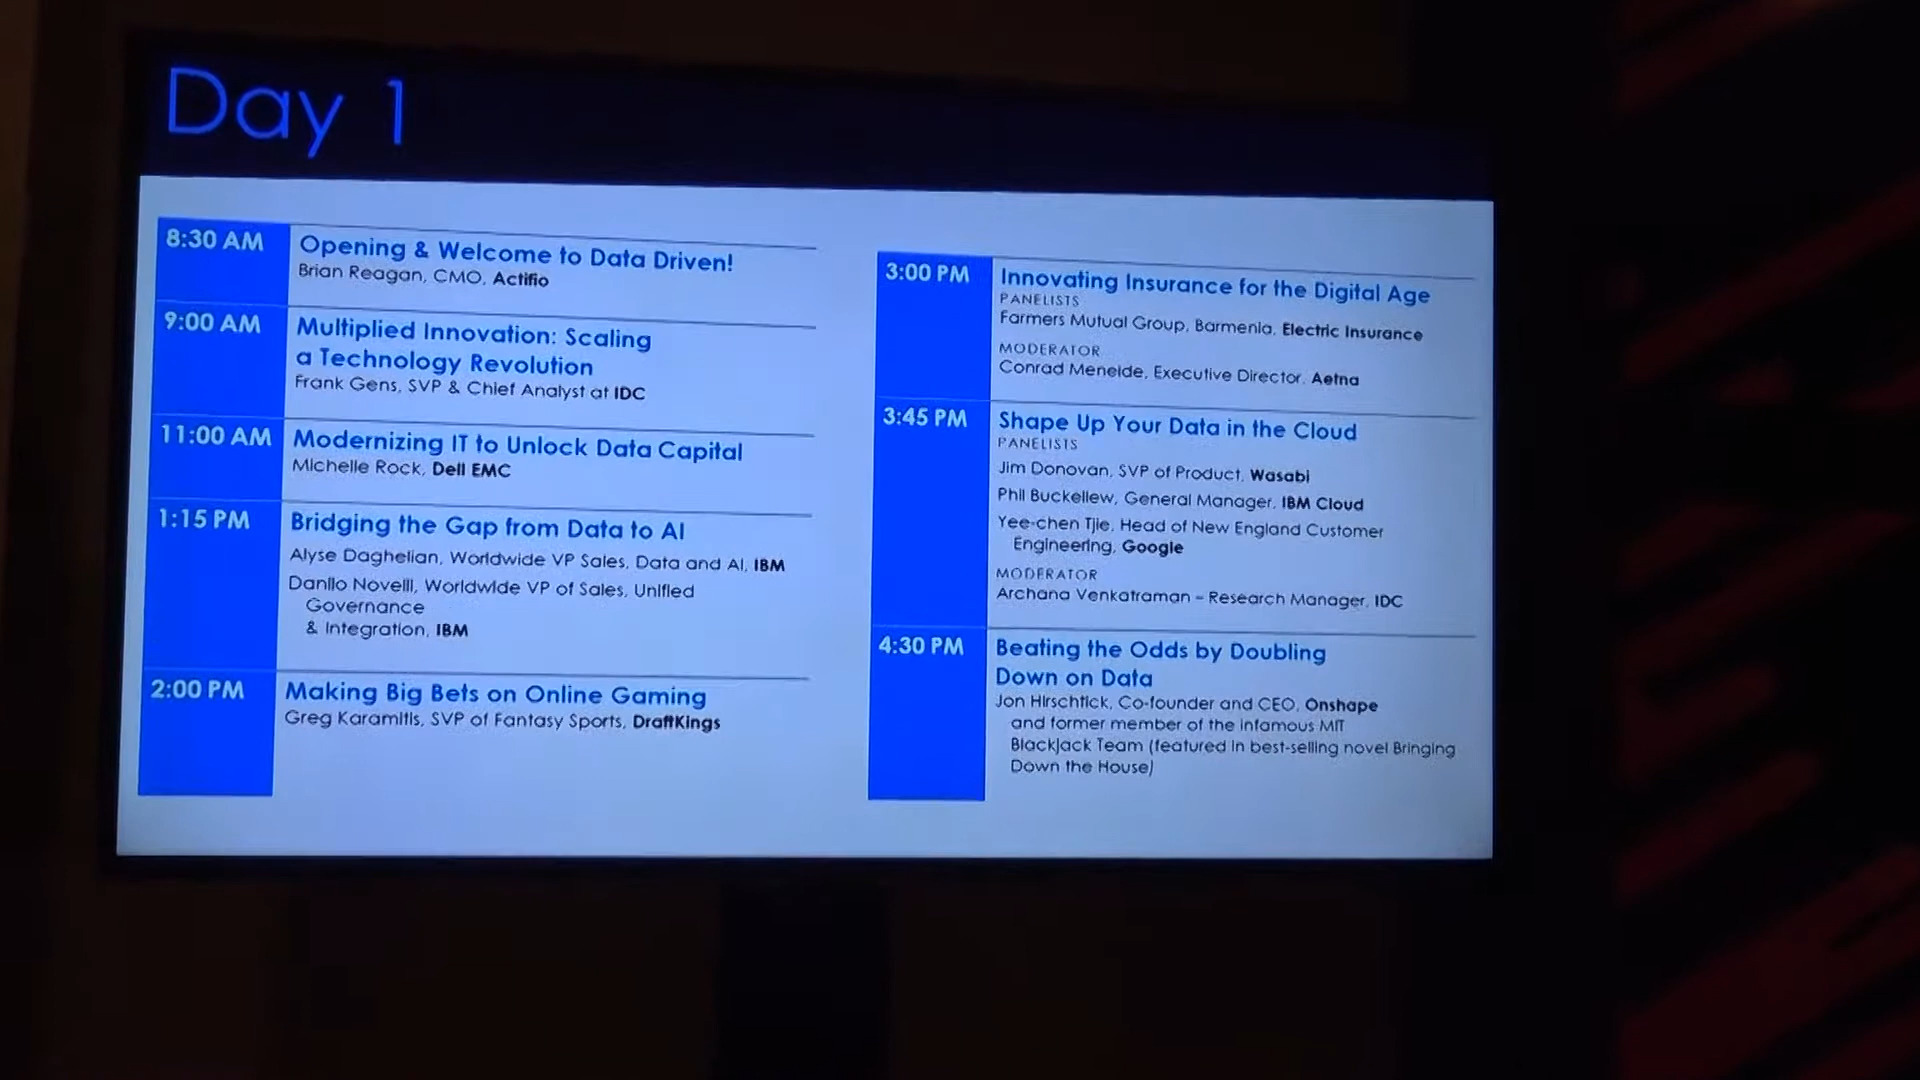 Day 1
8:30 AM
Opening & Welcome to Data Driven!
Brian Reagan, CMO, Actifio
9:00 AM
Multiplied Innovation: Scaling
a Technology Revolution
Frank Gens, SVP & Chief Analyst at IDC
11:00 AM
Modernizing IT to Unlock Data Capital
Michelle Rock, Dell EMC
1:15 PM
Bridging the Gap from Data to AI
Alyse Daghelian, Worldwide VP Sales, Data and AI, IBM
Danilo Novelli, Worldwide VP of Sales, Unified
Governance
& Integration, IBM
2:00 PM
Making Big Bets on Online Gaming
Greg Karamitis, SVP of Fantasy Sports, DraftKings
3:00 PM
Innovating Insurance for the Digital Age
PANELISTS
Farmers Mutual Group, Barmenia, Electric Insurance
MODERATOR
Conrad Meneide, Executive Director, Aetna
3:45 PM
Shape Up Your Data in the Cloud
PANELISTS
Jim Donovan, SVP of Product, Wasabi
Phil Buckellew, General Manager, IBM Cloud
Yee-chen Tjie, Head of New England Customer
Engineering, Google
MODERATOR
Archana Venkatraman – Research Manager, IDC
4:30 PM
Beating the Odds by Doubling
Down on Data
Jon Hirschtick, Co-founder and CEO, Onshape
and former member of the infamous MIT
Blackjack Team (featured in best-selling novel Bringing
Down the House)